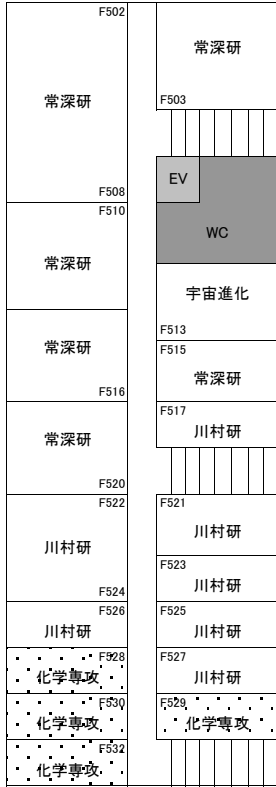 F502
常深研
F508
F510
常深研
常深研
F516
常深研
F520
F522
川村研
F524
F526
川村研
F528
化学専攻
F530
化学専攻
F532
化学専攻
常深研
F503
EV
WC
宇宙進化
F513
F515
常深研
F517
川村研
F521
川村研
F523
川村研
F525
川村研
F527
川村研
F529
化学専攻